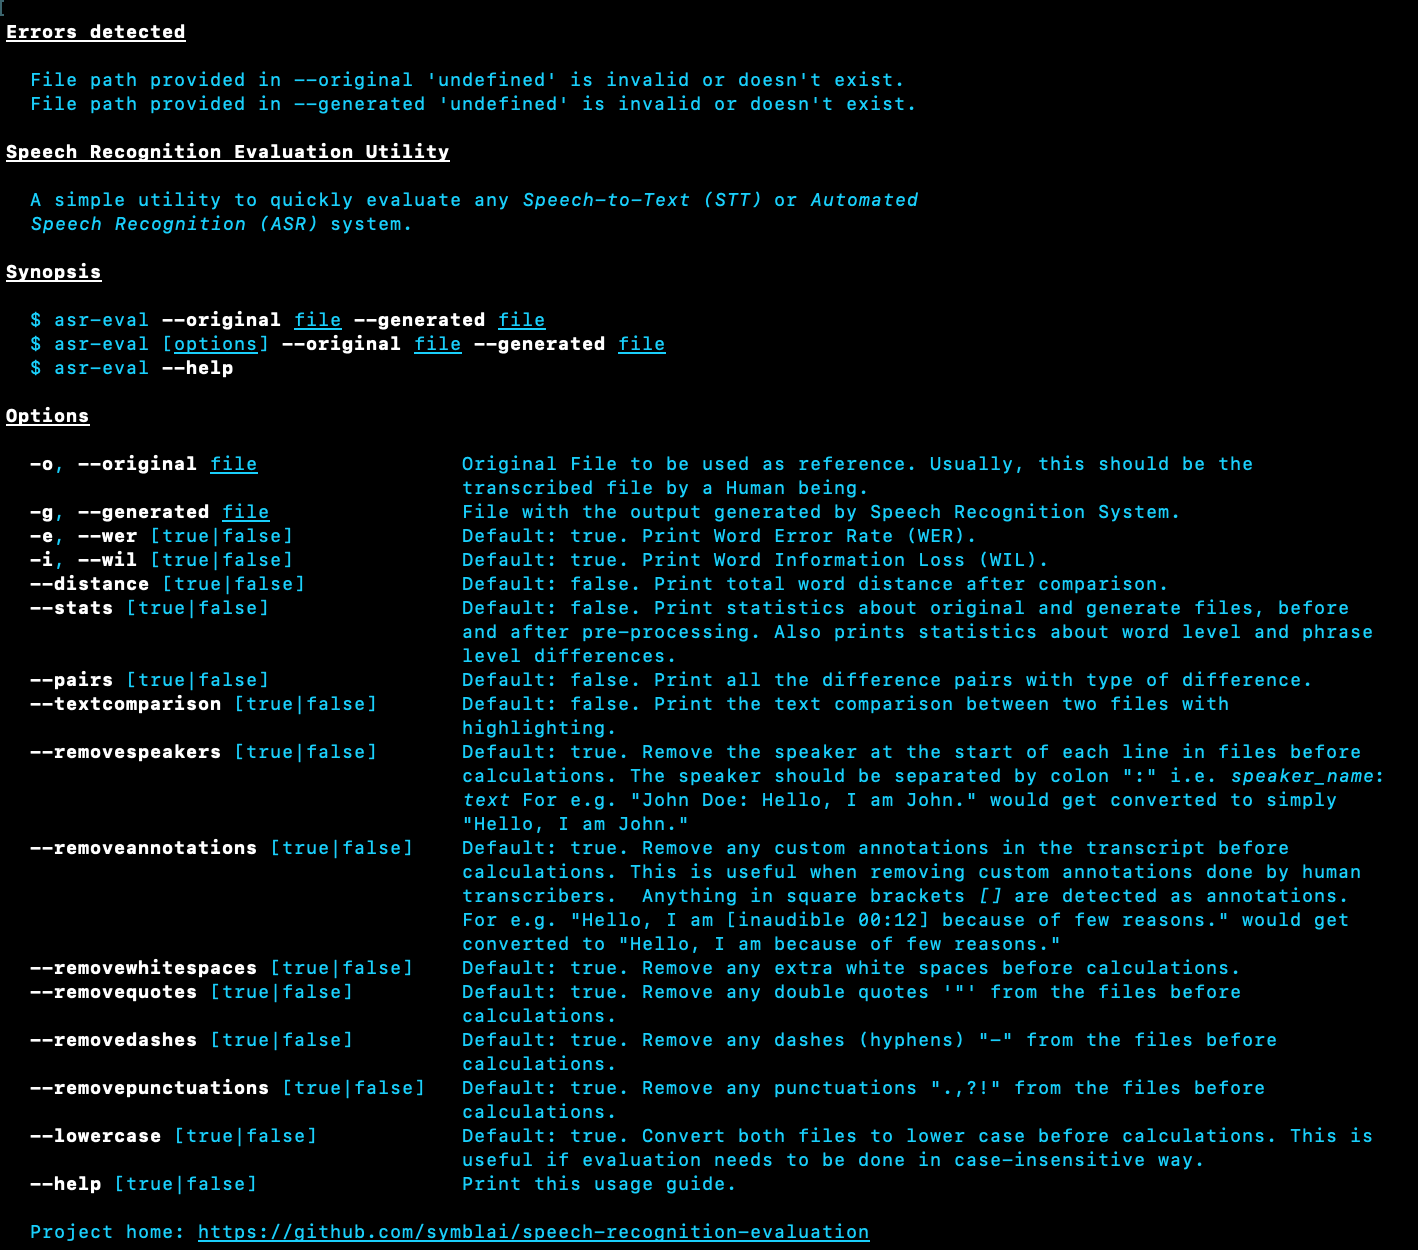 Errors detected
File path provided in --original 'undefined' is invalid or doesn't exist.
File path provided in --generated 'undefined' is invalid or doesn't exist.
Speech Recognition Evaluation Utility
A simple utility to quickly evaluate any Speech-to-Text (STT) or Automated
Speech Recognition (ASR) system.
Synopsis
$ asr-eval --original file --generated file
$ asr-eval [options] --original file --generated file
$ asr-eval --help
Options
-o, --original file Original File to be used as reference. Usually, this should be the
transcribed file by a Human being.
-g, --generated file File with the output generated by Speech Recognition System.
-e, --wer [true|false] Default: true. Print Word Error Rate (WER).
-i, --wil [true|false] Default: true. Print Word Information Loss (WIL).
--distance [true|false] Default: false. Print total word distance after comparison.
--stats [true|false] Default: false. Print statistics about original and generate files, before
and after pre-processing. Also prints statistics about word level and phrase
level differences.
--pairs [true|false] Default: false. Print all the difference pairs with type of difference.
--textcomparison [true|false] Default: false. Print the text comparison between two files with
highlighting.
--removespeakers [true|false] Default: true. Remove the speaker at the start of each line in files before
calculations. The speaker should be separated by colon ":" i.e. speaker_name:
text For e.g. "John Doe: Hello, I am John." would get converted to simply
"Hello, I am John."
--removeannotations [true|false] Default: true. Remove any custom annotations in the transcript before
calculations. This is useful when removing custom annotations done by human
transcribers.  Anything in square brackets [] are detected as annotations.
For e.g. "Hello, I am [inaudible 00:12] because of few reasons." would get
converted to "Hello, I am because of few reasons."
--removewhitespaces [true|false] Default: true. Remove any extra white spaces before calculations.
--removequotes [true|false] Default: true. Remove any double quotes '"' from the files before
calculations.
--removedashes [true|false] Default: true. Remove any dashes (hyphens) "-" from the files before
calculations.
--removepunctuations [true|false] Default: true. Remove any punctuations ".,?!" from the files before
calculations.
--lowercase [true|false] Default: true. Convert both files to lower case before calculations. This is
useful if evaluation needs to be done in case-insensitive way.
--help [true|false] Print this usage guide.
Project home: https://github.com/symblai/speech-recognition-evaluation